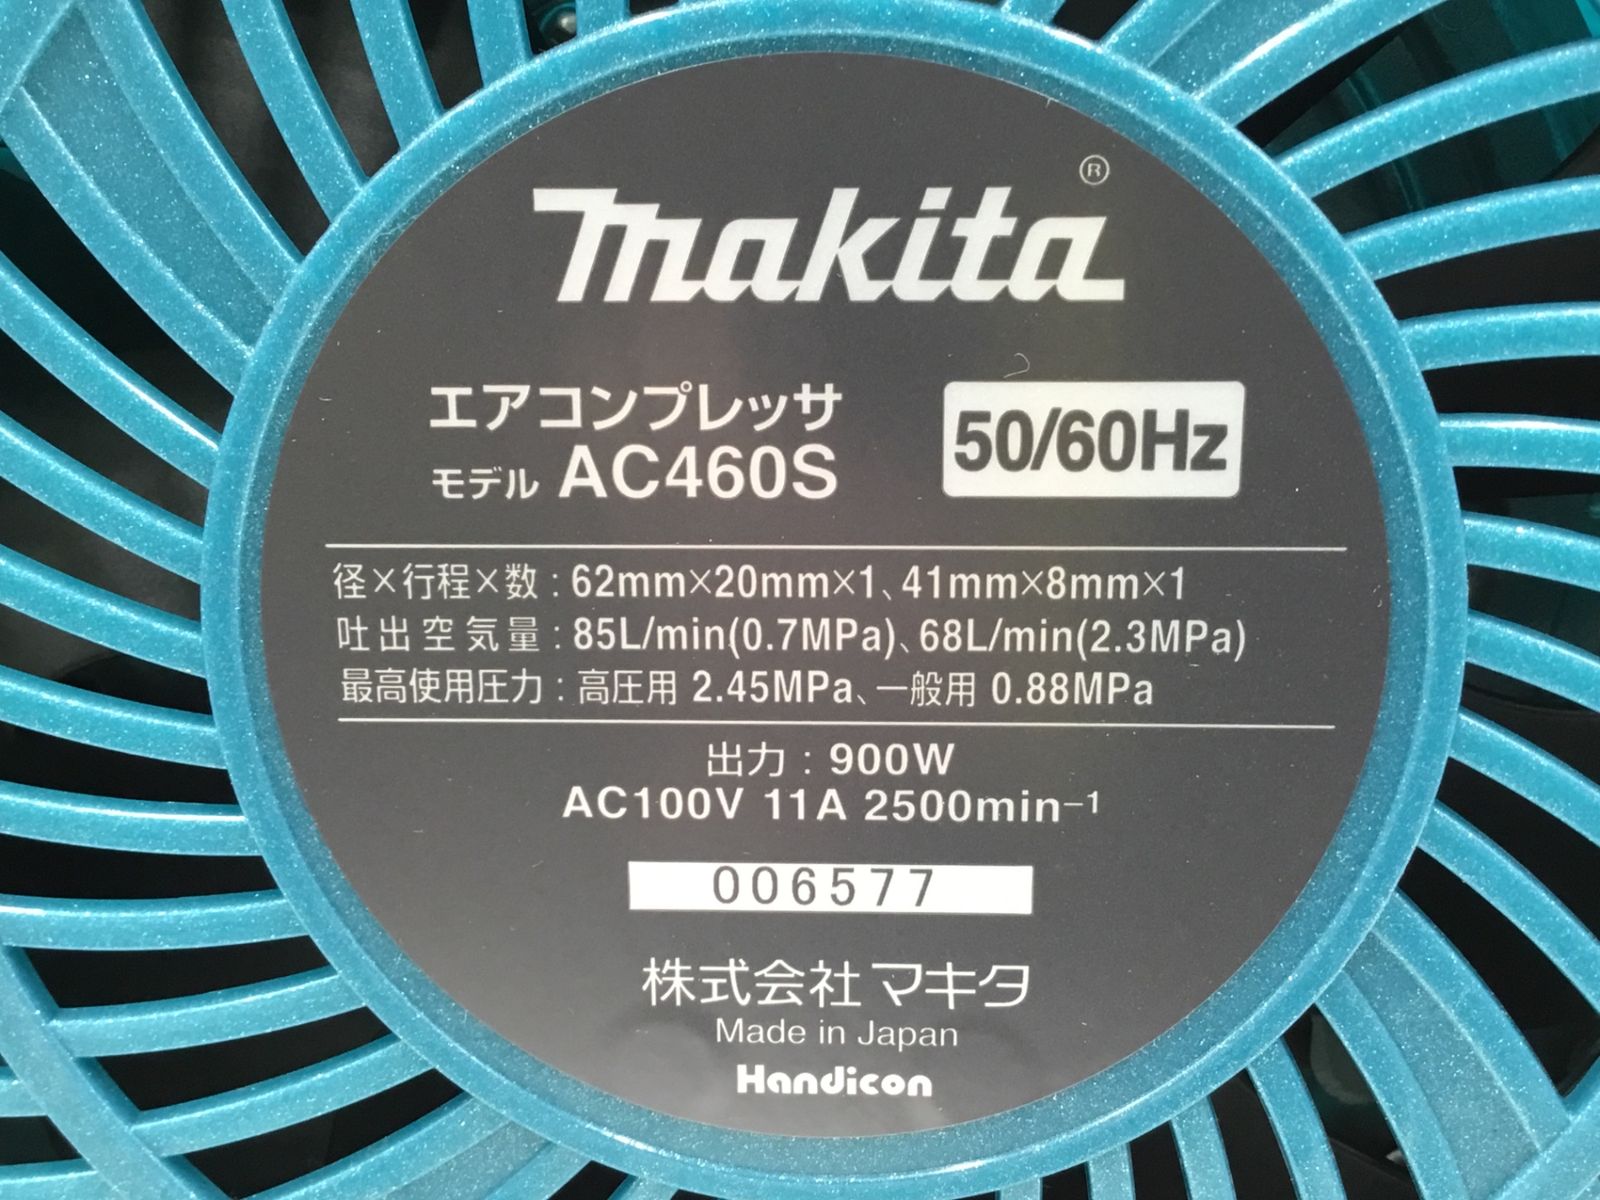 makita®
エアコンプレッサ
モデル AC460S
50/60Hz
径×行程×数:62mm×20mm×1、41mm×8mm×1
吐出空気量:85L/min(0.7MPa)、68L/min(2.3MPa)
最高使用圧力:高圧用 2.45MPa、一般用 0.88MPa
出力:900W
AC100V 11A 2500min⁻¹
006577
株式会社マキタ
Made in Japan
Handicon